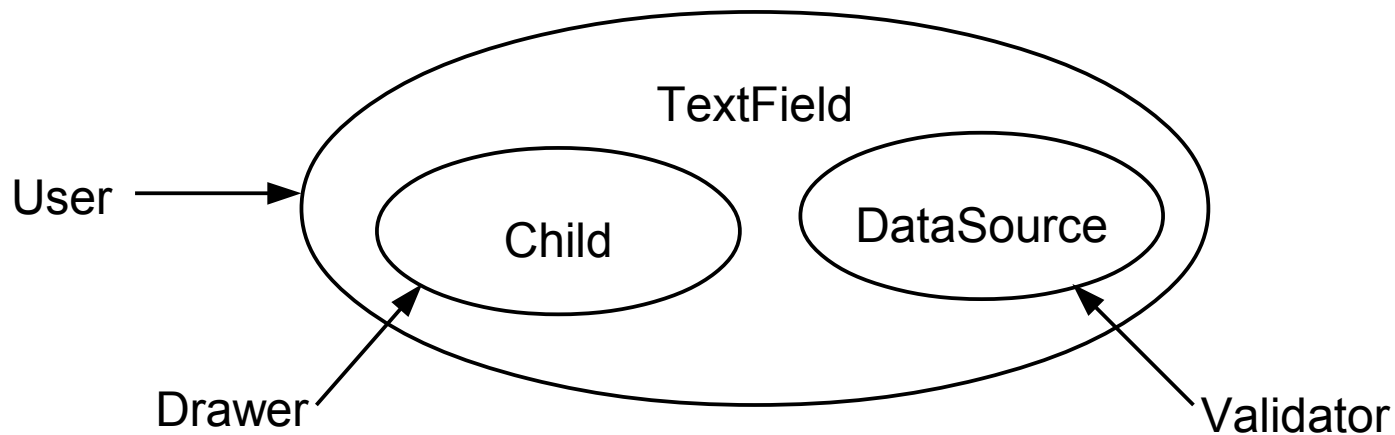 TextField
User
Child
DataSource
Drawer
Validator